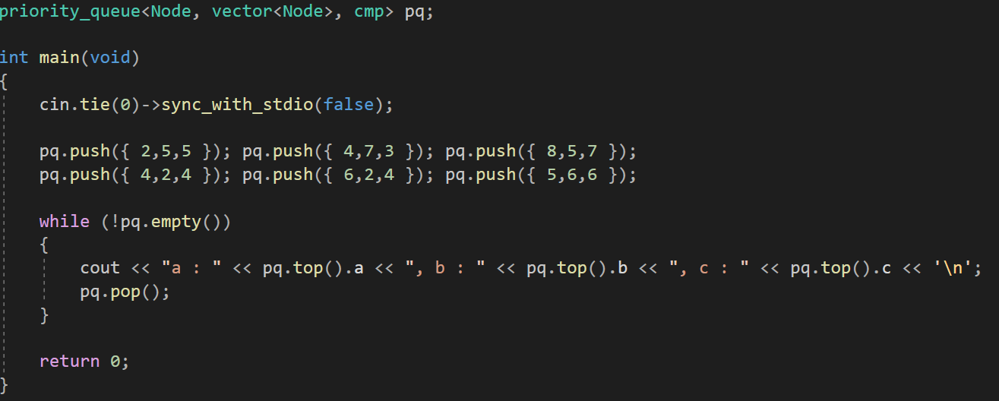 priority_queue<Node, vector<Node>, cmp> pq;
int main(void)
{
cin.tie(0)->sync_with_stdio(false);
pq.push({ 2,5,5 }); pq.push({ 4,7,3 }); pq.push({ 8,5,7 });
pq.push({ 4,2,4 }); pq.push({ 6,2,4 }); pq.push({ 5,6,6 });
while (!pq.empty())
{
cout << "a : " << pq.top().a << ", b : " << pq.top().b << ", c : " << pq.top().c << '\n';
pq.pop();
}
return 0;
}